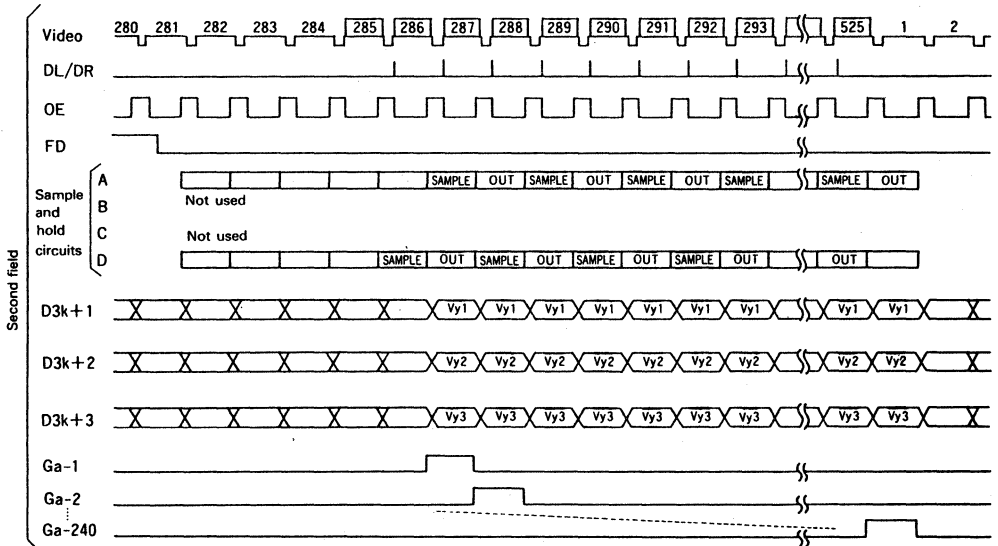 Second field
Video 280 281 282 283 284 285 286 287 288 289 290 291 292 293 525 1 2
DL/DR
OE
FD
Sample and hold circuits
A SAMPLE OUT SAMPLE OUT SAMPLE OUT SAMPLE SAMPLE OUT
B Not used
C Not used
D SAMPLE OUT SAMPLE OUT SAMPLE OUT SAMPLE OUT OUT
D3k+1 Vy1 Vy1 Vy1 Vy1 Vy1 Vy1 Vy1 Vy1 Vy1
D3k+2 Vy2 Vy2 Vy2 Vy2 Vy2 Vy2 Vy2 Vy2 Vy2
D3k+3 Vy3 Vy3 Vy3 Vy3 Vy3 Vy3 Vy3 Vy3 Vy3
Ga-1
Ga-2
Ga-240